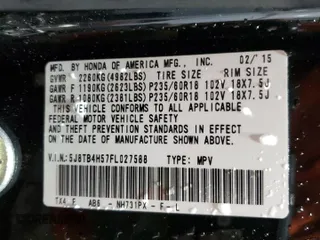 MFD. BY HONDA OF AMERICA MFG., INC. 02/'15
GVWR 2260KG(4982LBS) TIRE SIZE RIM SIZE
GAWR F 1190KG(2623LBS) P235/60R18 102V 18X7.5J
GAWR R 1080KG(2381LBS) P235/60R18 102V 18X7.5J
THIS VEHICLE CONFORMS TO ALL APPLICABLE
FEDERAL MOTOR VEHICLE SAFETY
AND THEFT PREVENTION STANDARDS IN EFFECT
ON THE DATE OF MANUFACTURE SHOWN ABOVE.
V.I.N.:5J8TB4H57FL027588 TYPE: MPV
NH731PX